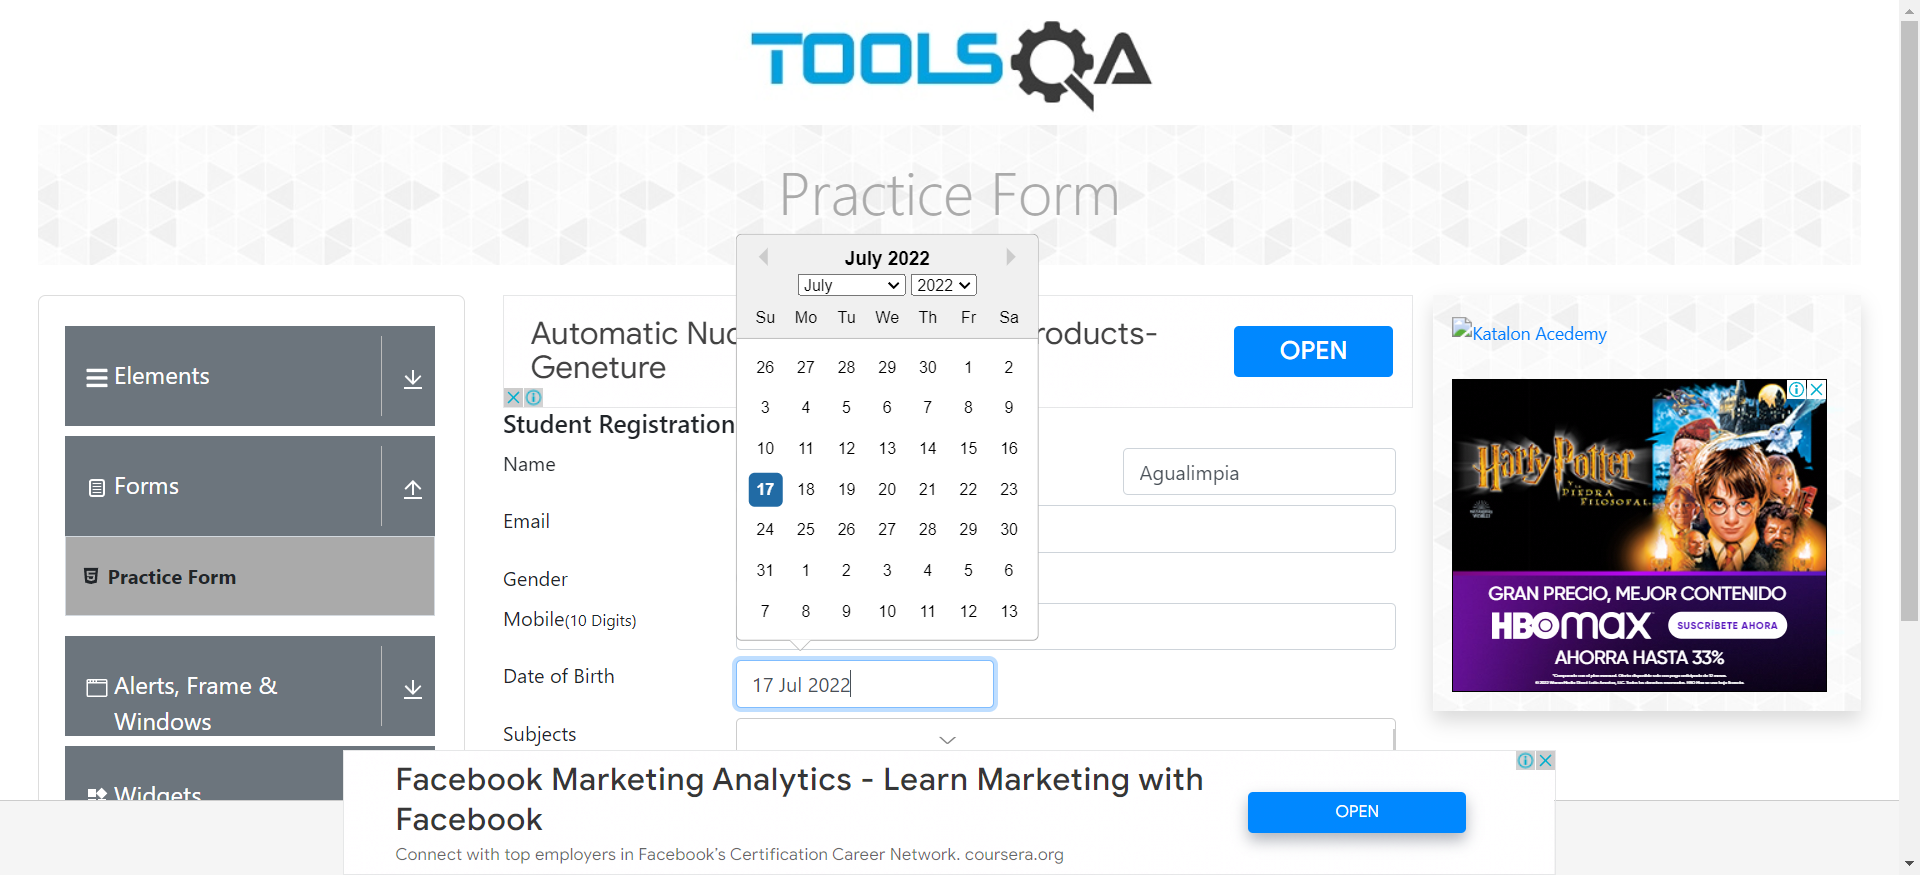 TOOLSQA
Practice Form
Elements
Forms
Practice Form
Alerts, Frame &
Windows
Widgets
Automatic
roducts-
Geneture
OPEN
Student Registration
Name
Agualimpia
Email
Gender
Mobile(10 Digits)
Date of Birth
17 Jul 2022
Subjects
July 2022
July 2022
Su Mo Tu We Th Fr Sa
26 27 28 29 30 1 2
3 4 5 6 7 8 9
10 11 12 13 14 15 16
17 18 19 20 21 22 23
24 25 26 27 28 29 30
31 1 2 3 4 5 6
7 8 9 10 11 12 13
Katalon Acedemy
Harry Potter
Y LA
PIEDRA
FILOSOFAL
GRAN PRECIO, MEJOR CONTENIDO
HBOMAX
SUSCRÍBETE AHORA
AHORRA HASTA 33%
Facebook Marketing Analytics - Learn Marketing with
Facebook
Connect with top employers in Facebook's Certification Career Network. coursera.org
OPEN